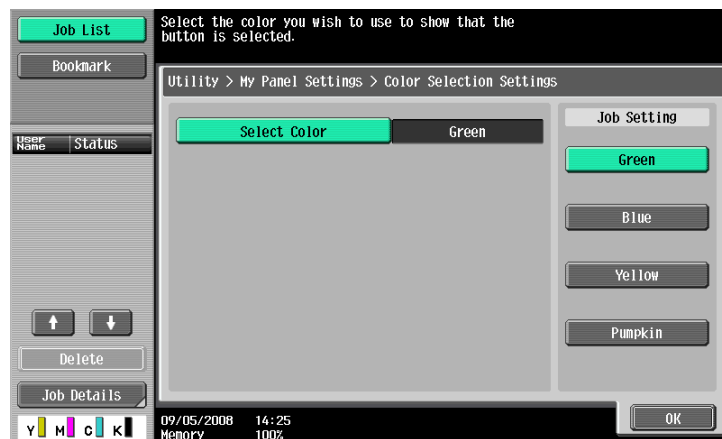 Job List
Bookmark
Select the color you wish to use to show that the
button is selected.
Utility > My Panel Settings > Color Selection Settings
User
Name
Status
Select Color
Green
Job Setting
Green
Blue
Yellow
Pumpkin
Delete
Job Details
Y M C K
09/05/2008 14:25
Memory 100%
OK